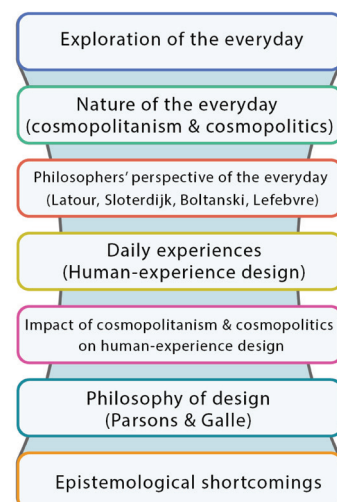 Exploration of the everyday
Nature of the everyday
(cosmopolitanism & cosmopolitics)
Philosophers' perspective of the everyday
(Latour, Sloterdijk, Boltanski, Lefebvre)
Daily experiences
(Human-experience design)
Impact of cosmopolitanism & cosmopolitics
on human-experience design
Philosophy of design
(Parsons & Galle)
Epistemological shortcomings